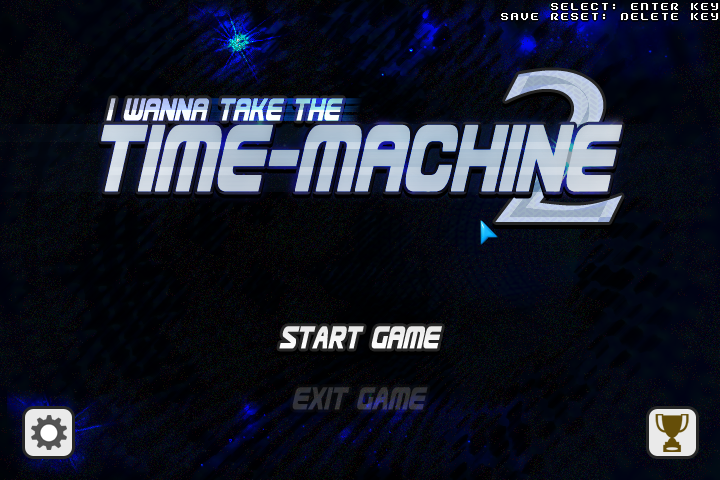 SELECT: ENTER KEY
SAVE RESET: DELETE KEY
I WANNA TAKE THE
TIME-MACHINE 2
START GAME
EXIT GAME